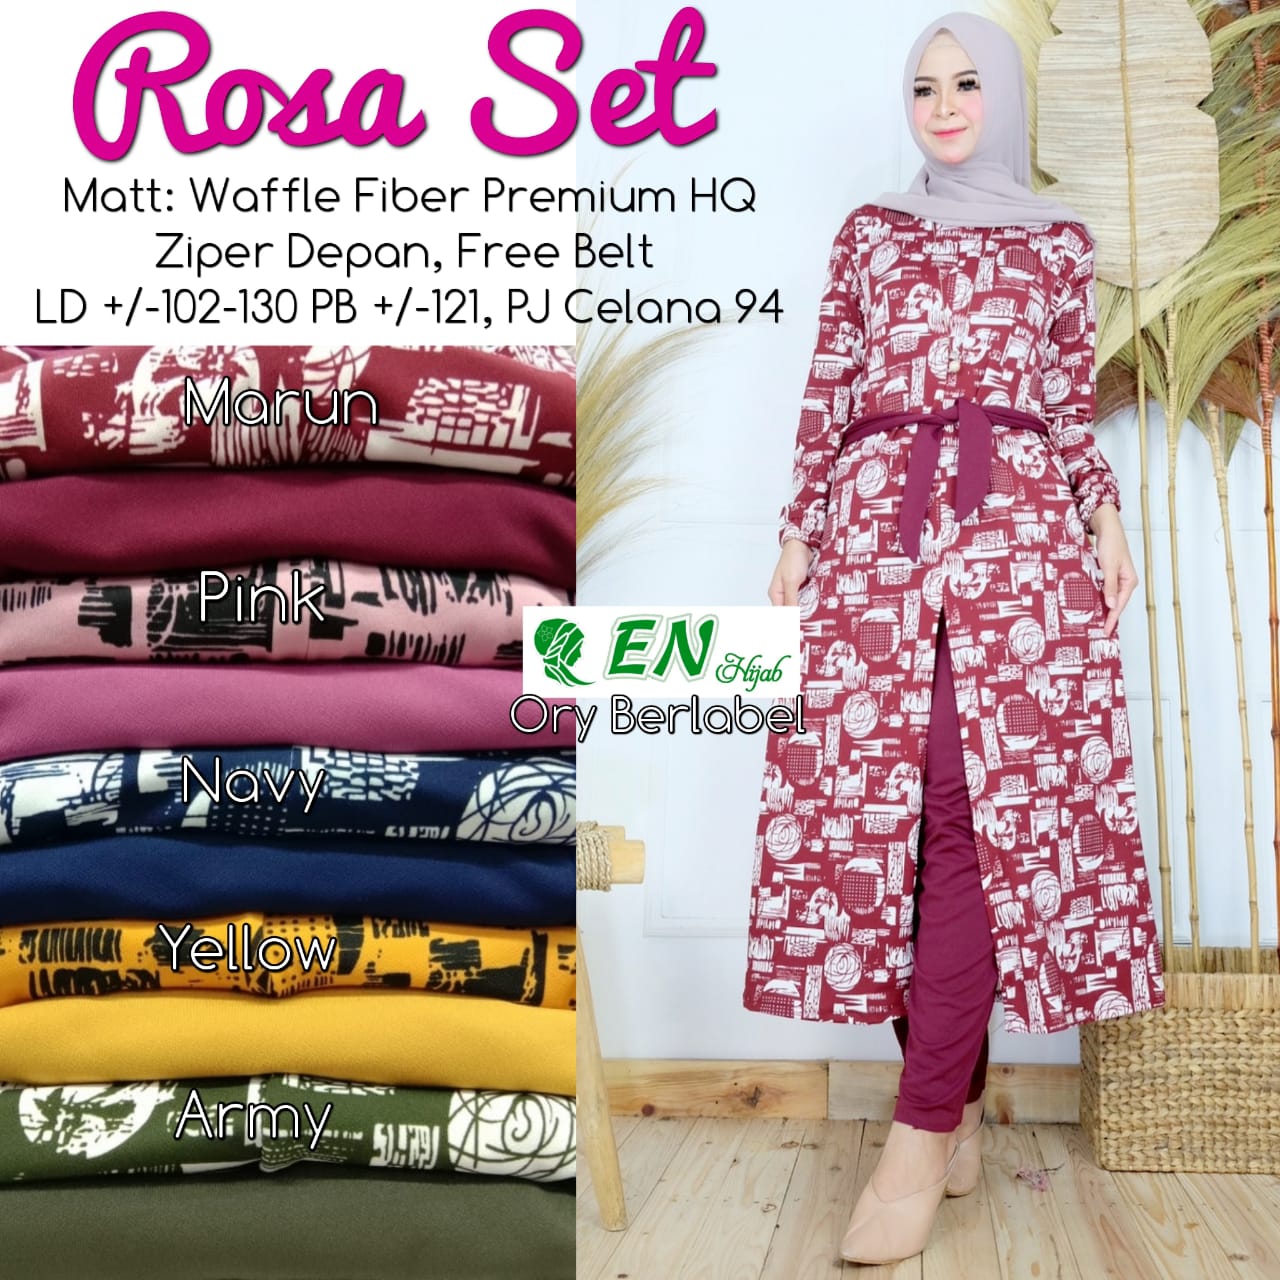 Rosa Set
Matt: Waffle Fiber Premium HQ
Ziper Depan, Free Belt
LD +/-102-130 PB +/-121, PJ Celana 94
Marun
Pink
Navy
Yellow
Army
EN Hijab
Ory Berlabel